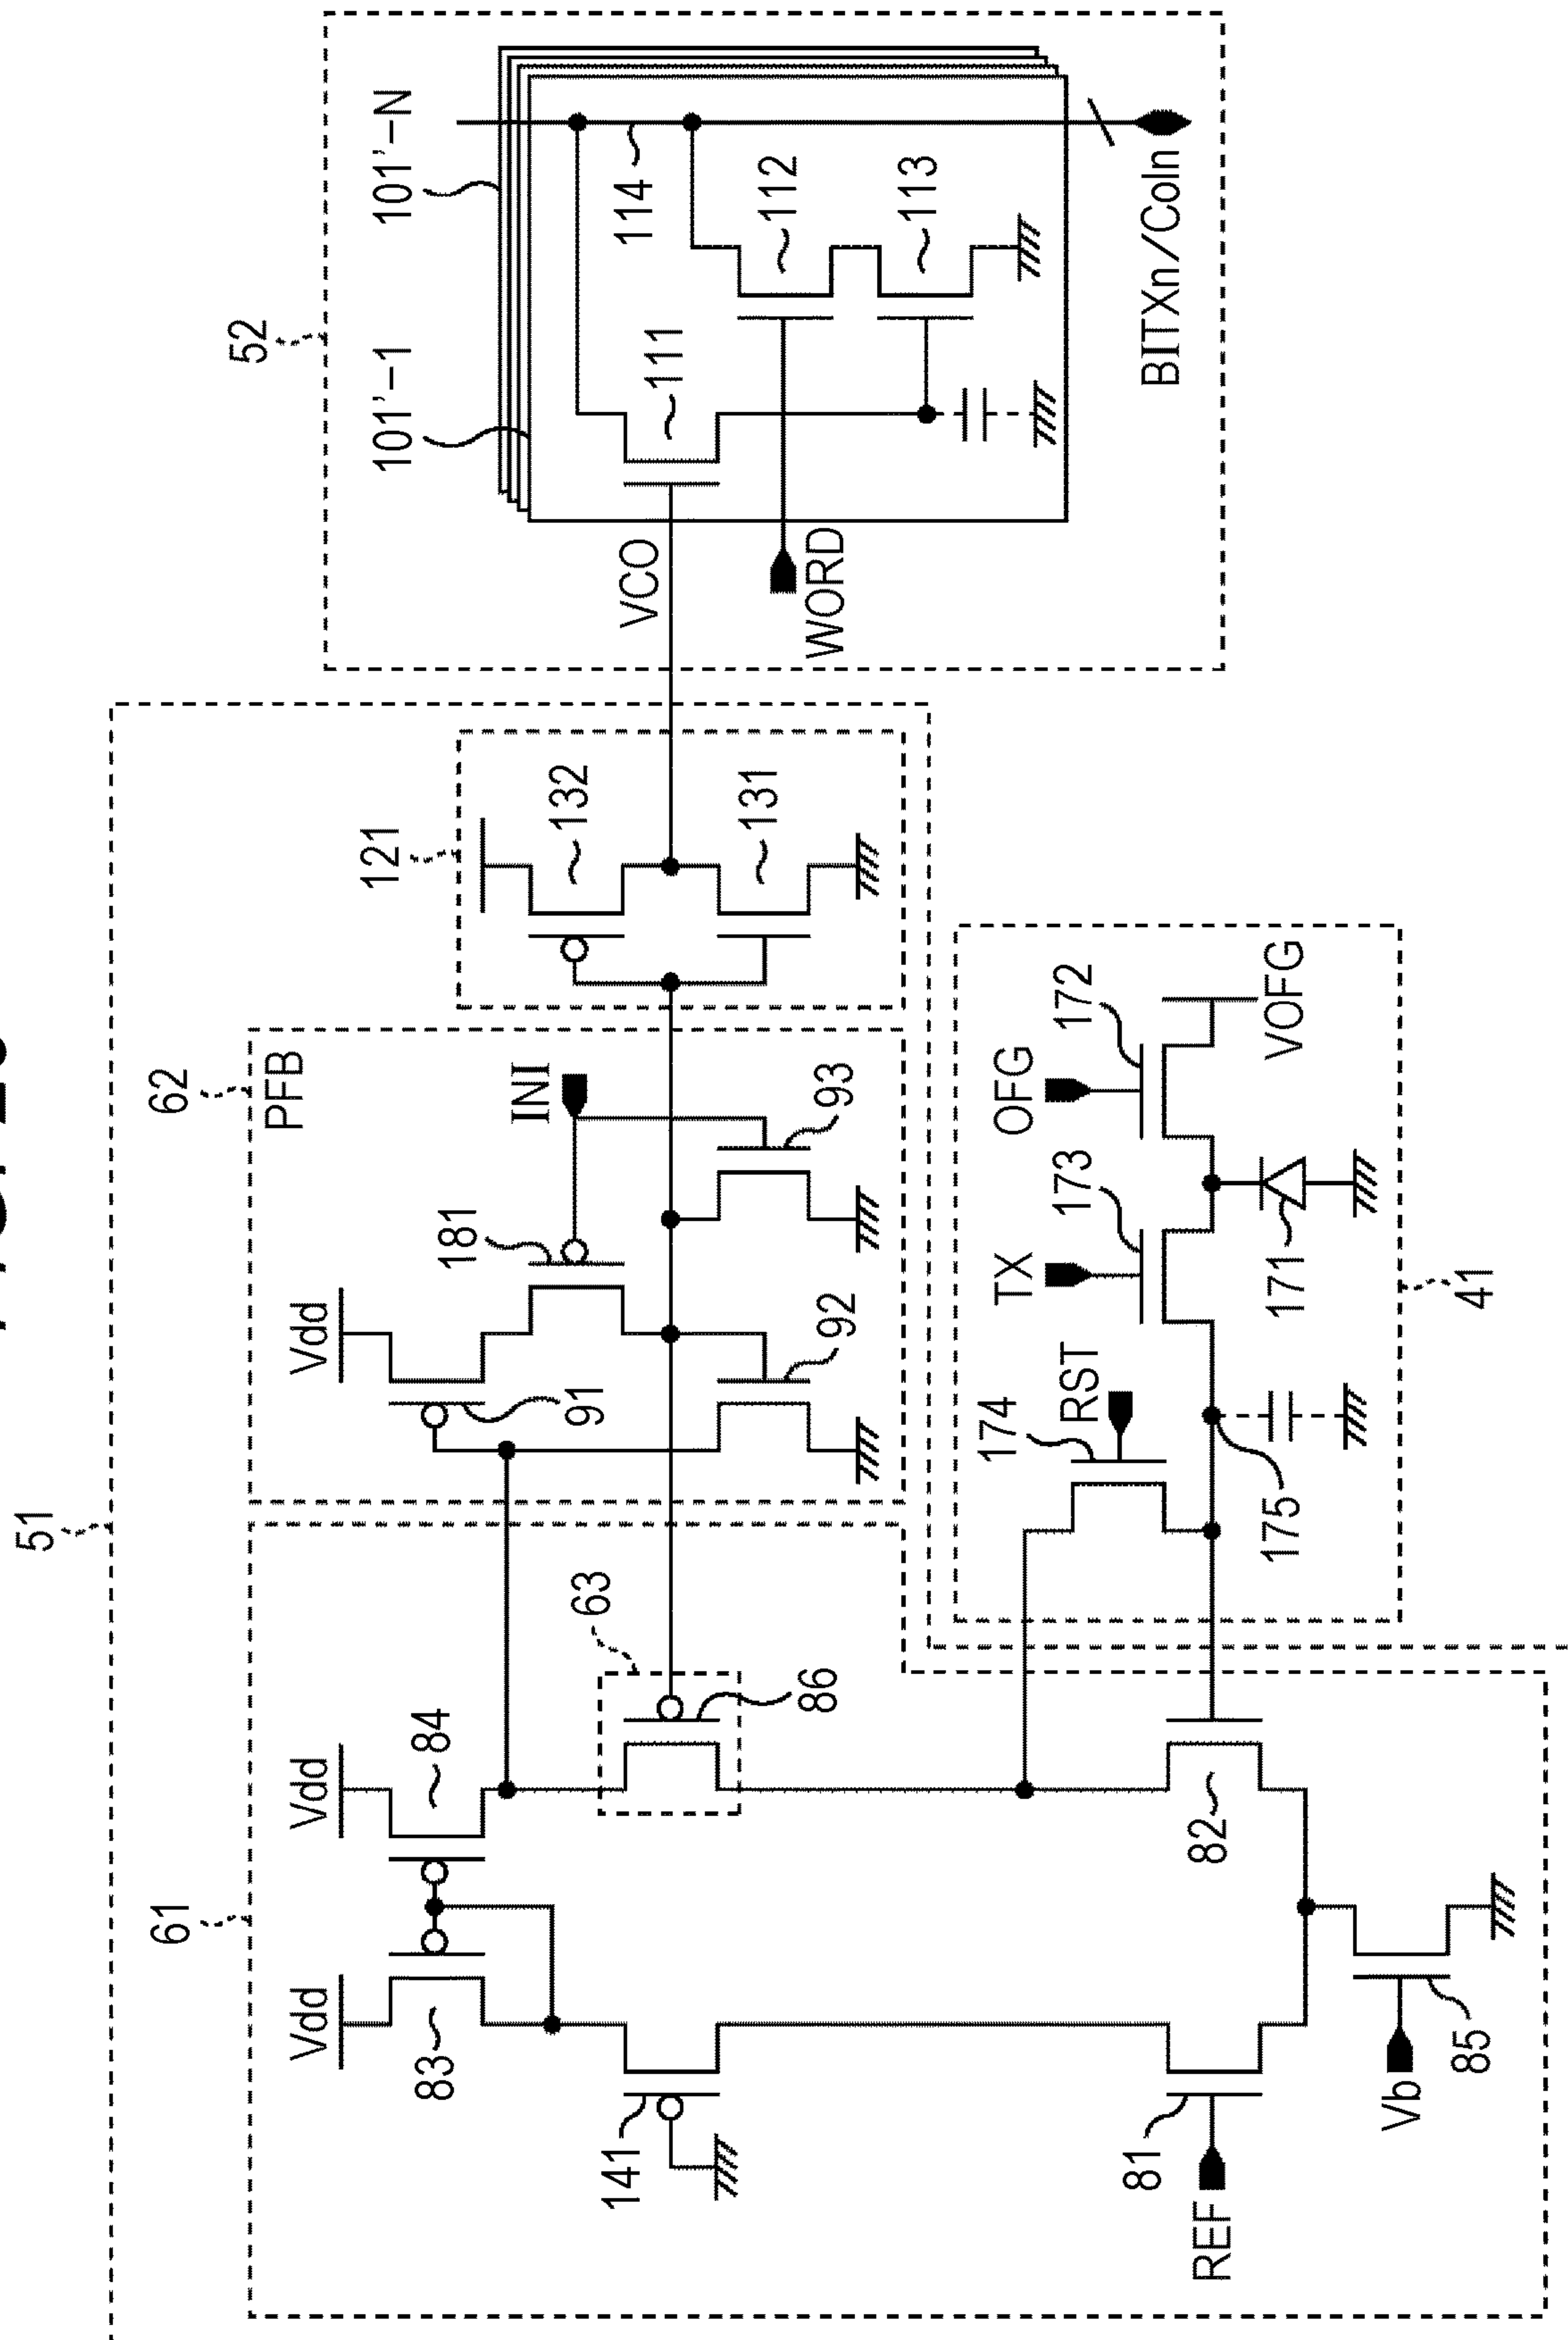 51
61
62
52
PFB
Vdd
Vdd
Vdd
121
101'–1
101'–N
83
84
181
INI
132
91
63
141
VCO
114
111
131
112
86
92
93
WORD
113
174
TX
OFG
RST
173
172
81
BITXn/Coln
REF
82
175
171
VOFG
Vb
85
41